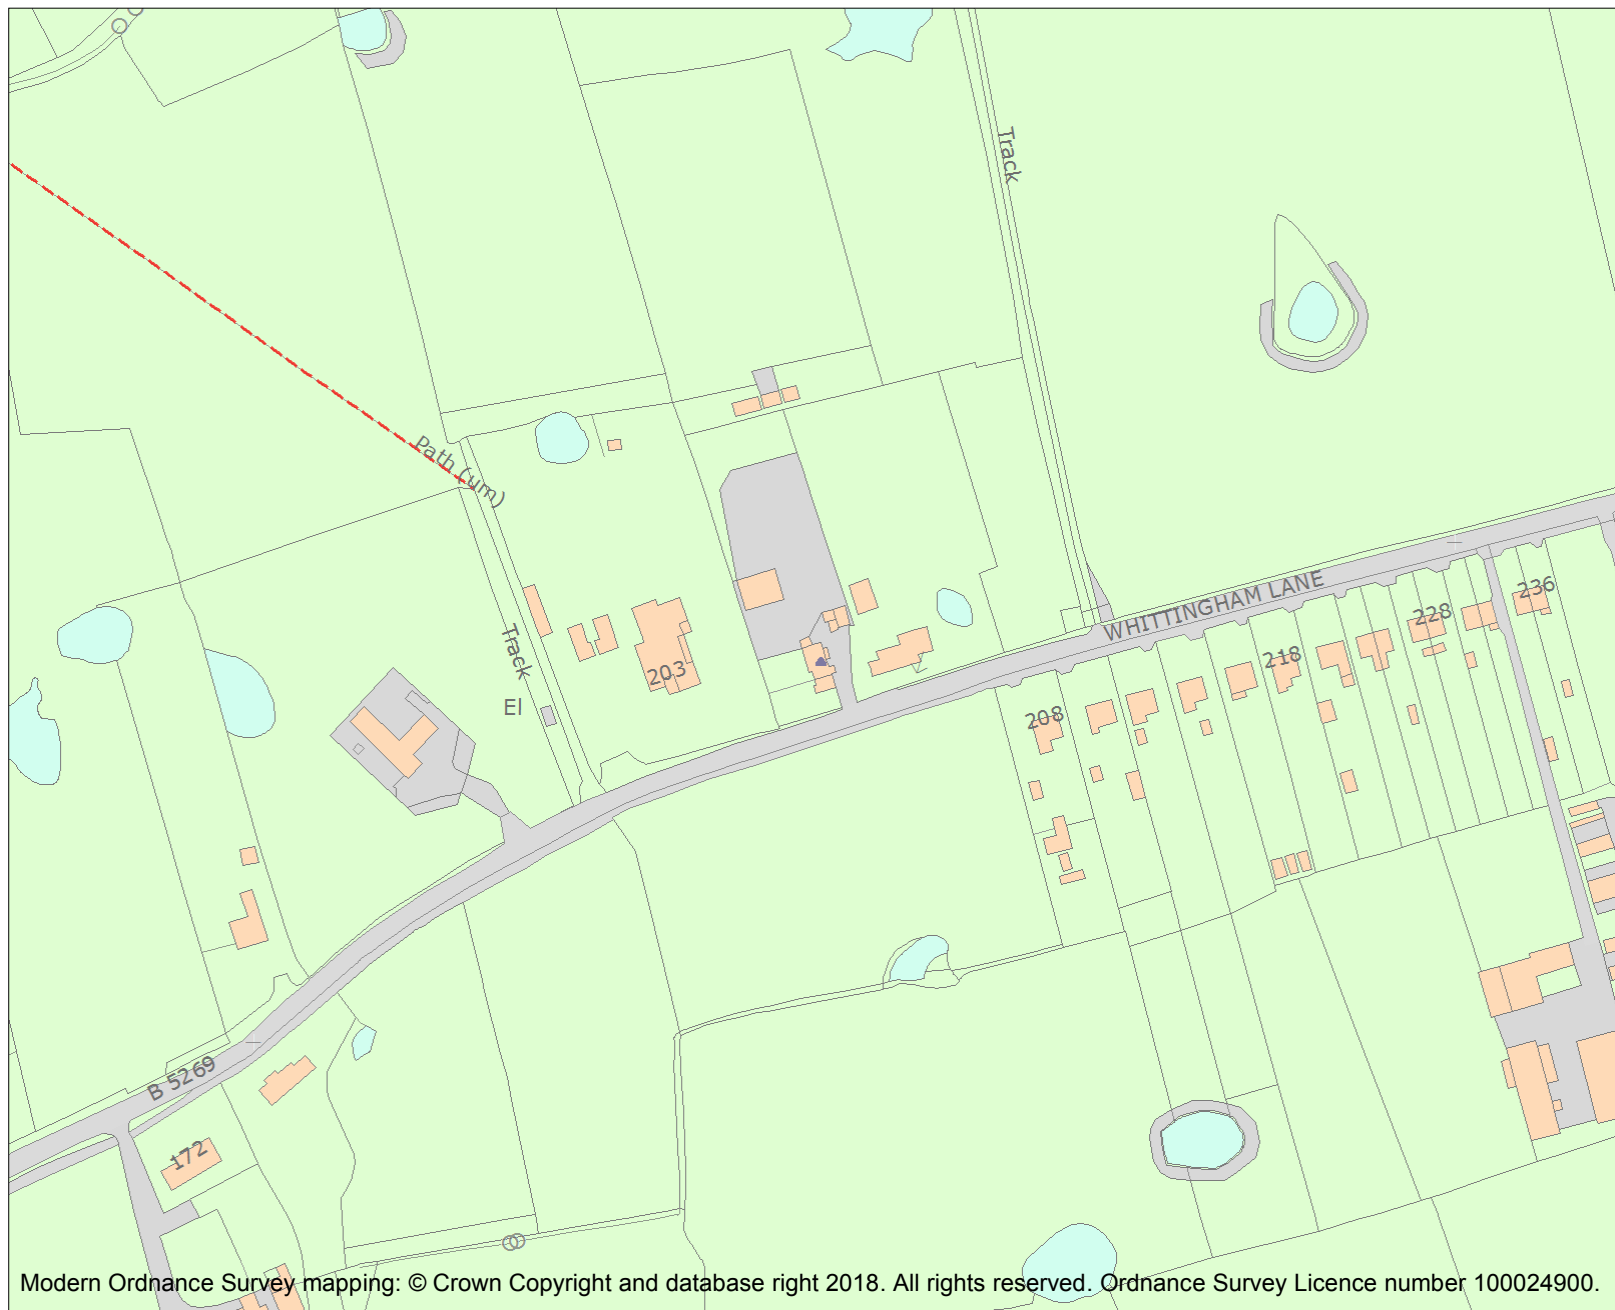 Track
Path (um)
WHITTINGHAM LANE
236
228
218
203
Track
El
208
B 5269
172
Modern Ordnance Survey mapping: © Crown Copyright and database right 2018. All rights reserved. Ordnance Survey Licence number 100024900.